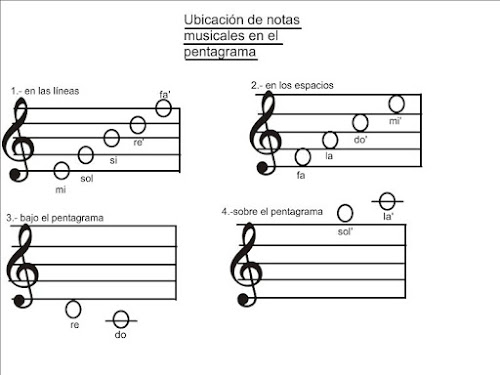 Ubicación de notas
musicales en el
pentagrama
1.- en las líneas
fa'
re'
si
sol
mi
2.- en los espacios
mi'
do'
la
fa
3.- bajo el pentagrama
re
do
4.-sobre el pentagrama
sol'
la'